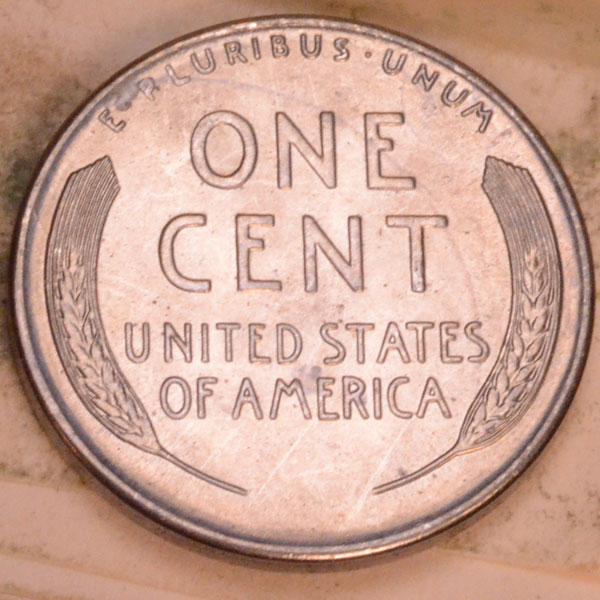 E · PLURIBUS · UNUM
ONE
CENT
UNITED STATES
OF AMERICA